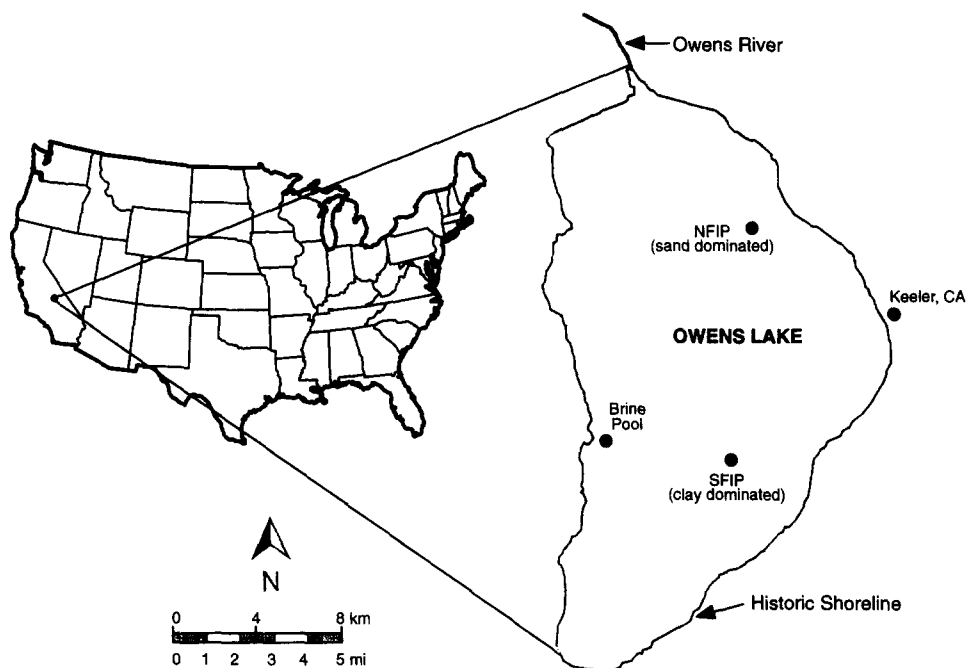 Owens River
NFIP
(sand dominated)
Keeler, CA
OWENS LAKE
Brine
Pool
SFIP
(clay dominated)
Historic Shoreline
N
0 4 8 km
0 1 2 3 4 5 mi